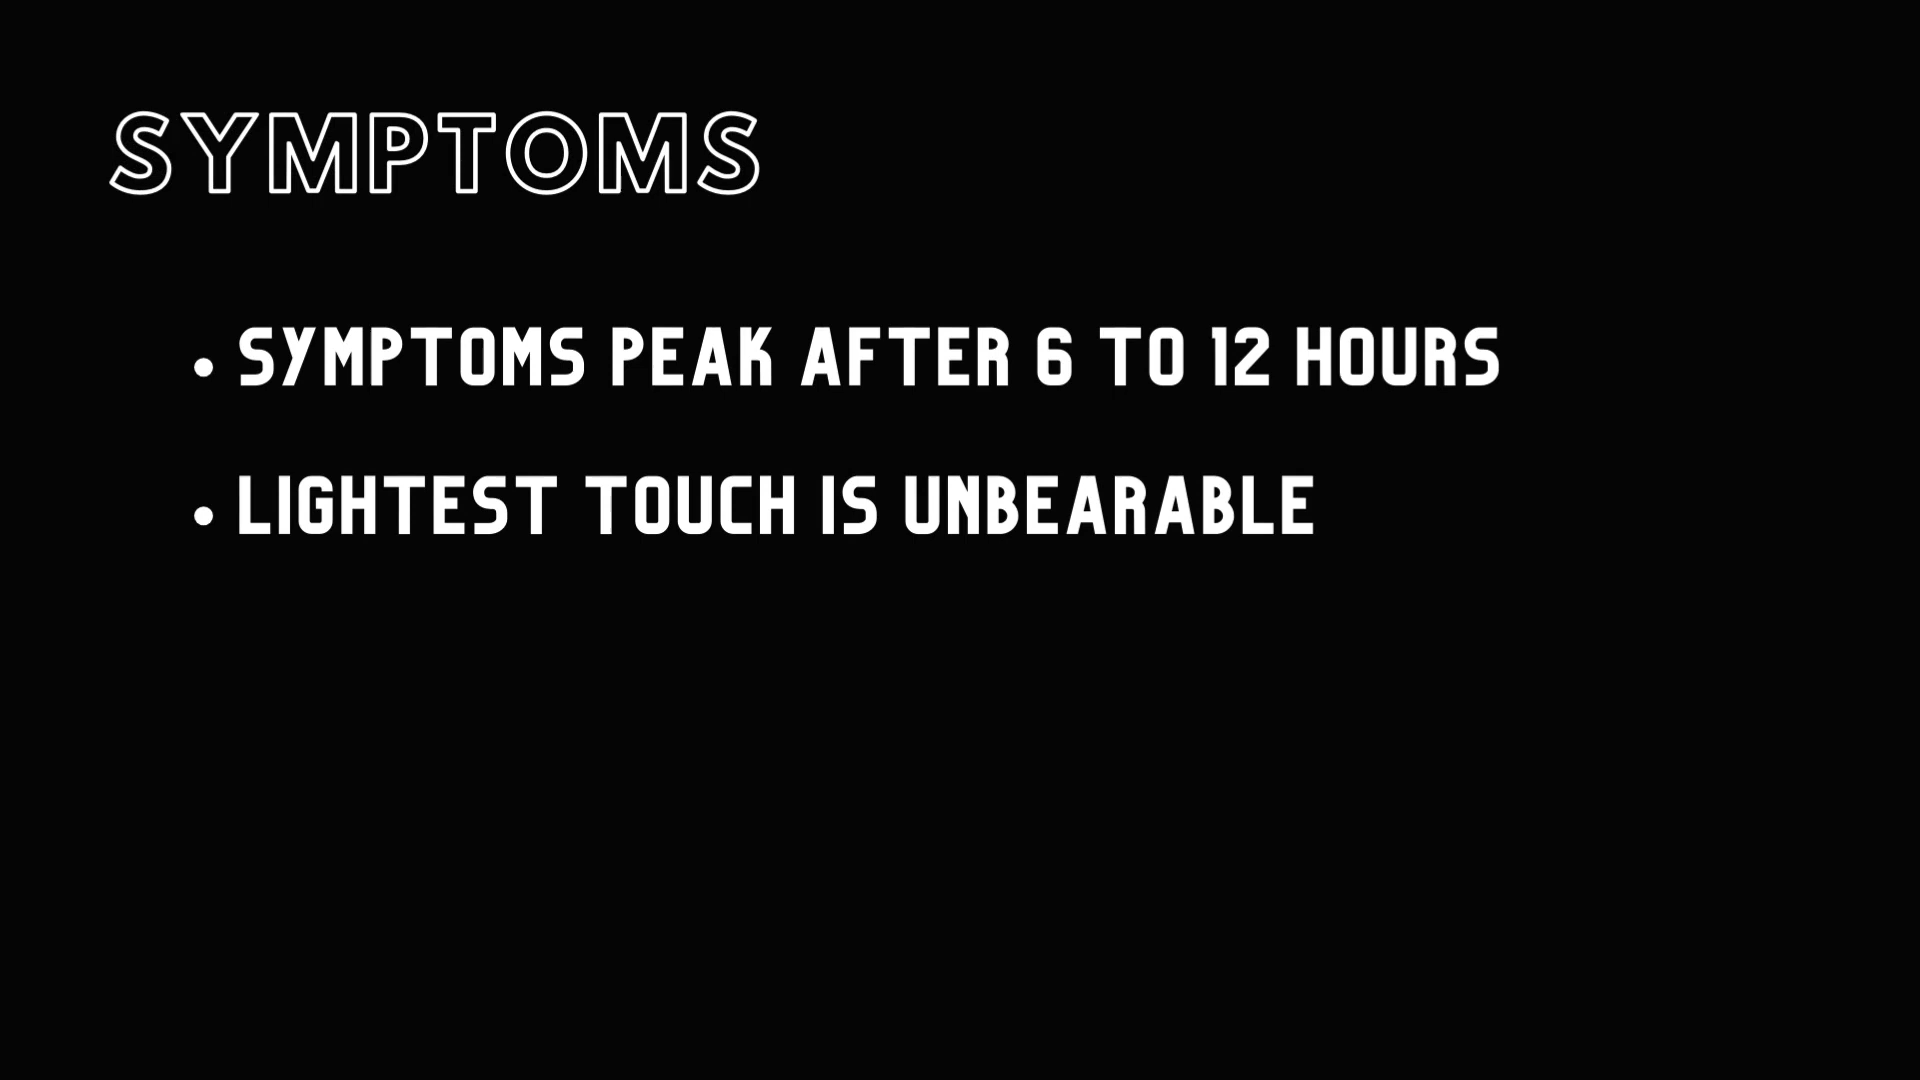 SYMPTOMS
• SYMPTOMS PEAK AFTER 6 TO 12 HOURS
• LIGHTEST TOUCH IS UNBEARABLE